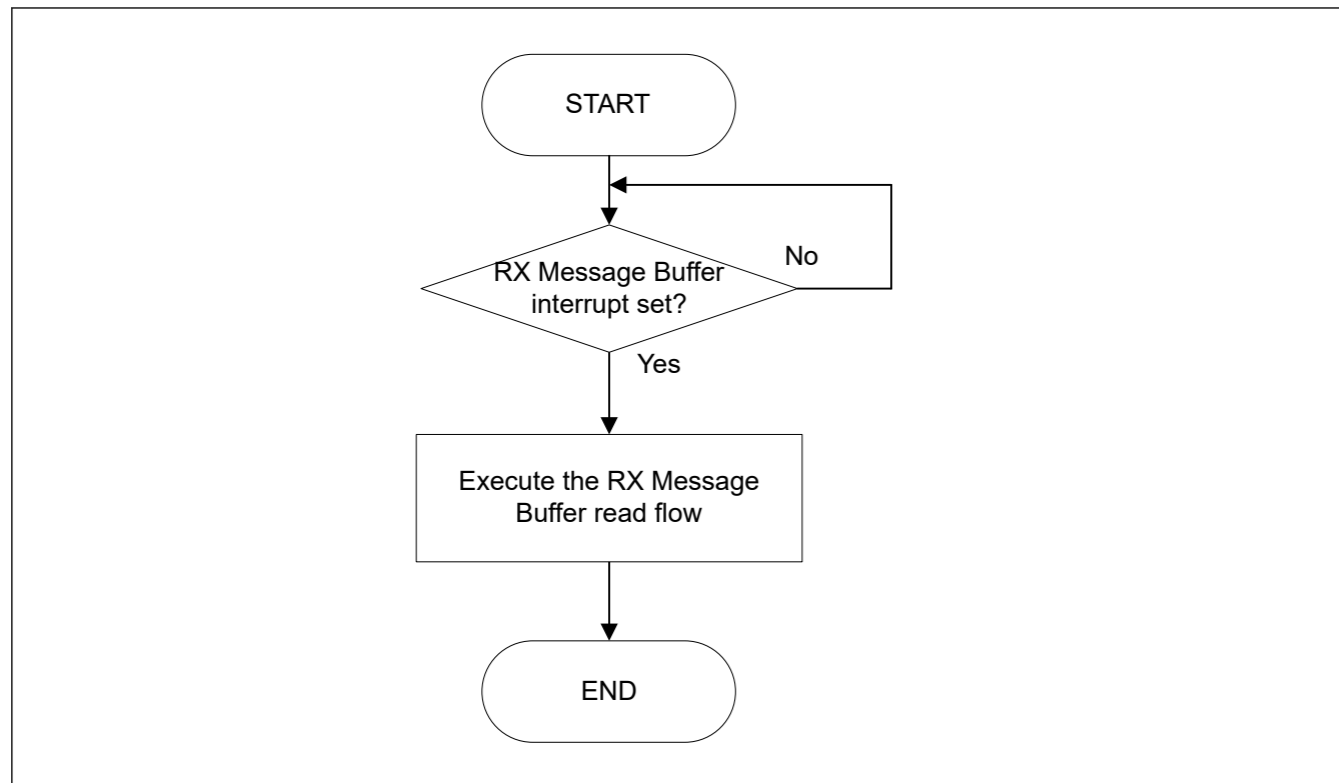 START
RX Message Buffer
interrupt set?
No
Yes
Execute the RX Message
Buffer read flow
END